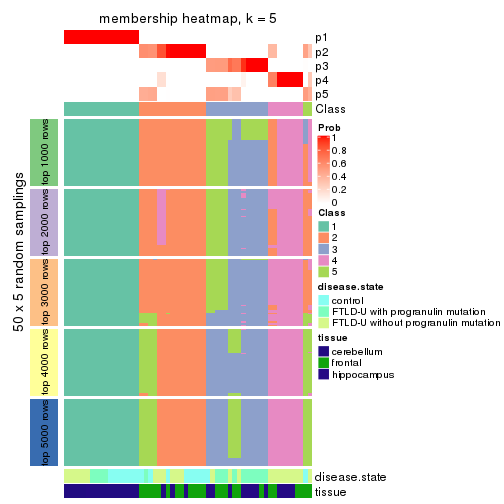 membership heatmap, k = 5
p1
p2
p3
p4
p5
Class
50 x 5 random samplings
top 1000 rows
top 2000 rows
top 3000 rows
top 4000 rows
top 5000 rows
Prob
1
0.8
0.6
0.4
0.2
0
Class
1
2
3
4
5
disease.state
control
FTLD-U with progranulin mutation
FTLD-U without progranulin mutation
tissue
cerebellum
frontal
hippocampus
disease.state
tissue